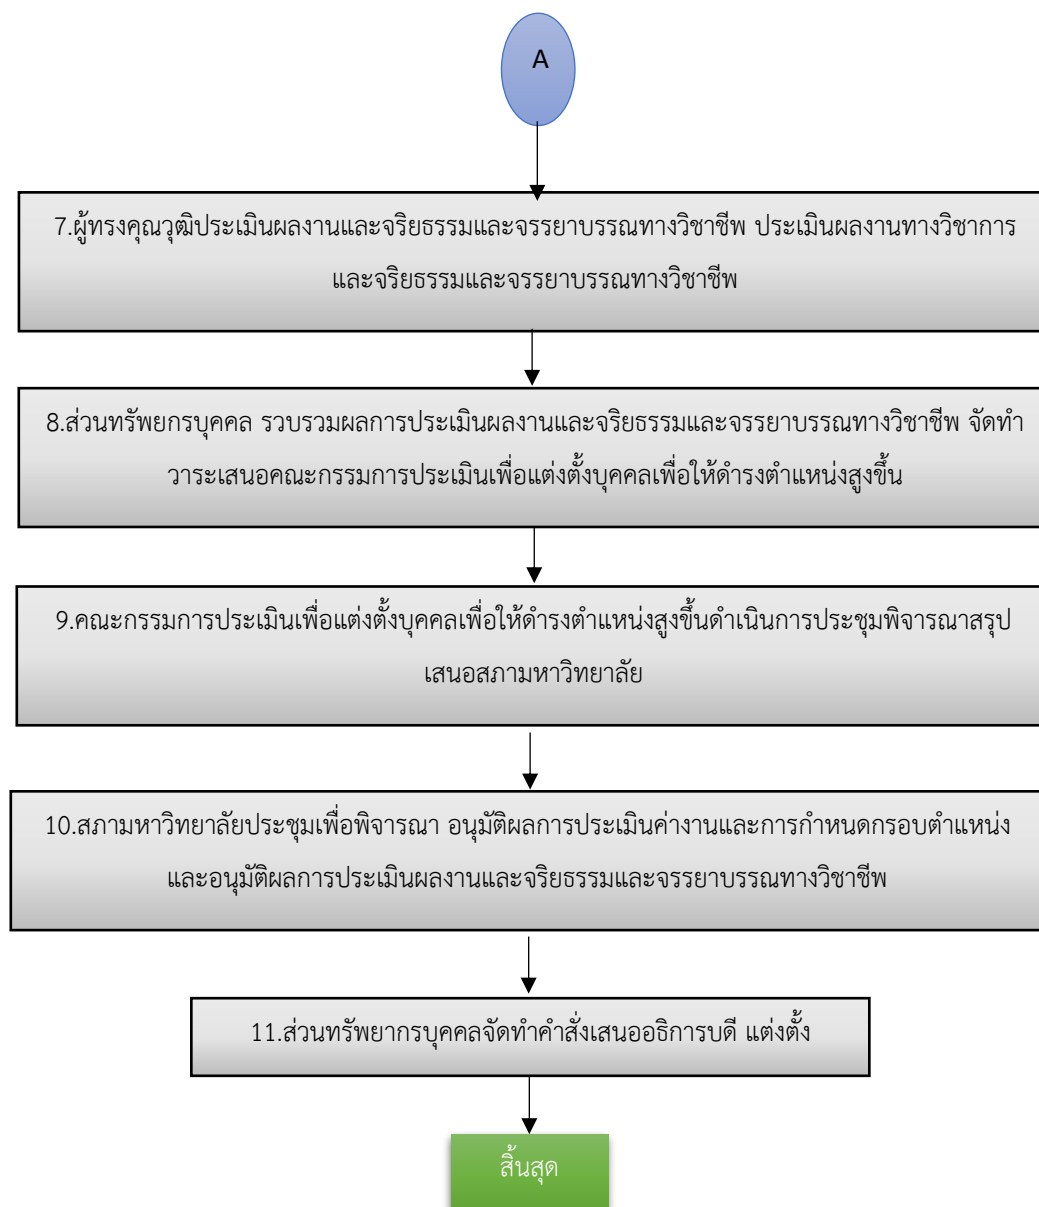 A
7.ผู้ทรงคุณวุฒิประเมินผลงานและจริยธรรมและจรรยาบรรณทางวิชาชีพ ประเมินผลงานทางวิชาการ
และจริยธรรมและจรรยาบรรณทางวิชาชีพ
8.ส่วนทรัพยกรบุคคล รวบรวมผลการประเมินผลงานและจริยธรรมและจรรยาบรรณทางวิชาชีพ จัดทำ
วาระเสนอคณะกรรมการประเมินเพื่อแต่งตั้งบุคคลเพื่อให้ดำรงตำแหน่งสูงขึ้น
9.คณะกรรมการประเมินเพื่อแต่งตั้งบุคคลเพื่อให้ดำรงตำแหน่งสูงขึ้นดำเนินการประชุมพิจารณาสรุป
เสนอสภามหาวิทยาลัย
10.สภามหาวิทยาลัยประชุมเพื่อพิจารณา อนุมัติผลการประเมินค่างานและการกำหนดกรอบตำแหน่ง
และอนุมัติผลการประเมินผลงานและจริยธรรมและจรรยาบรรณทางวิชาชีพ
11.ส่วนทรัพยากรบุคคลจัดทำคำสั่งเสนออธิการบดี แต่งตั้ง
สิ้นสุด